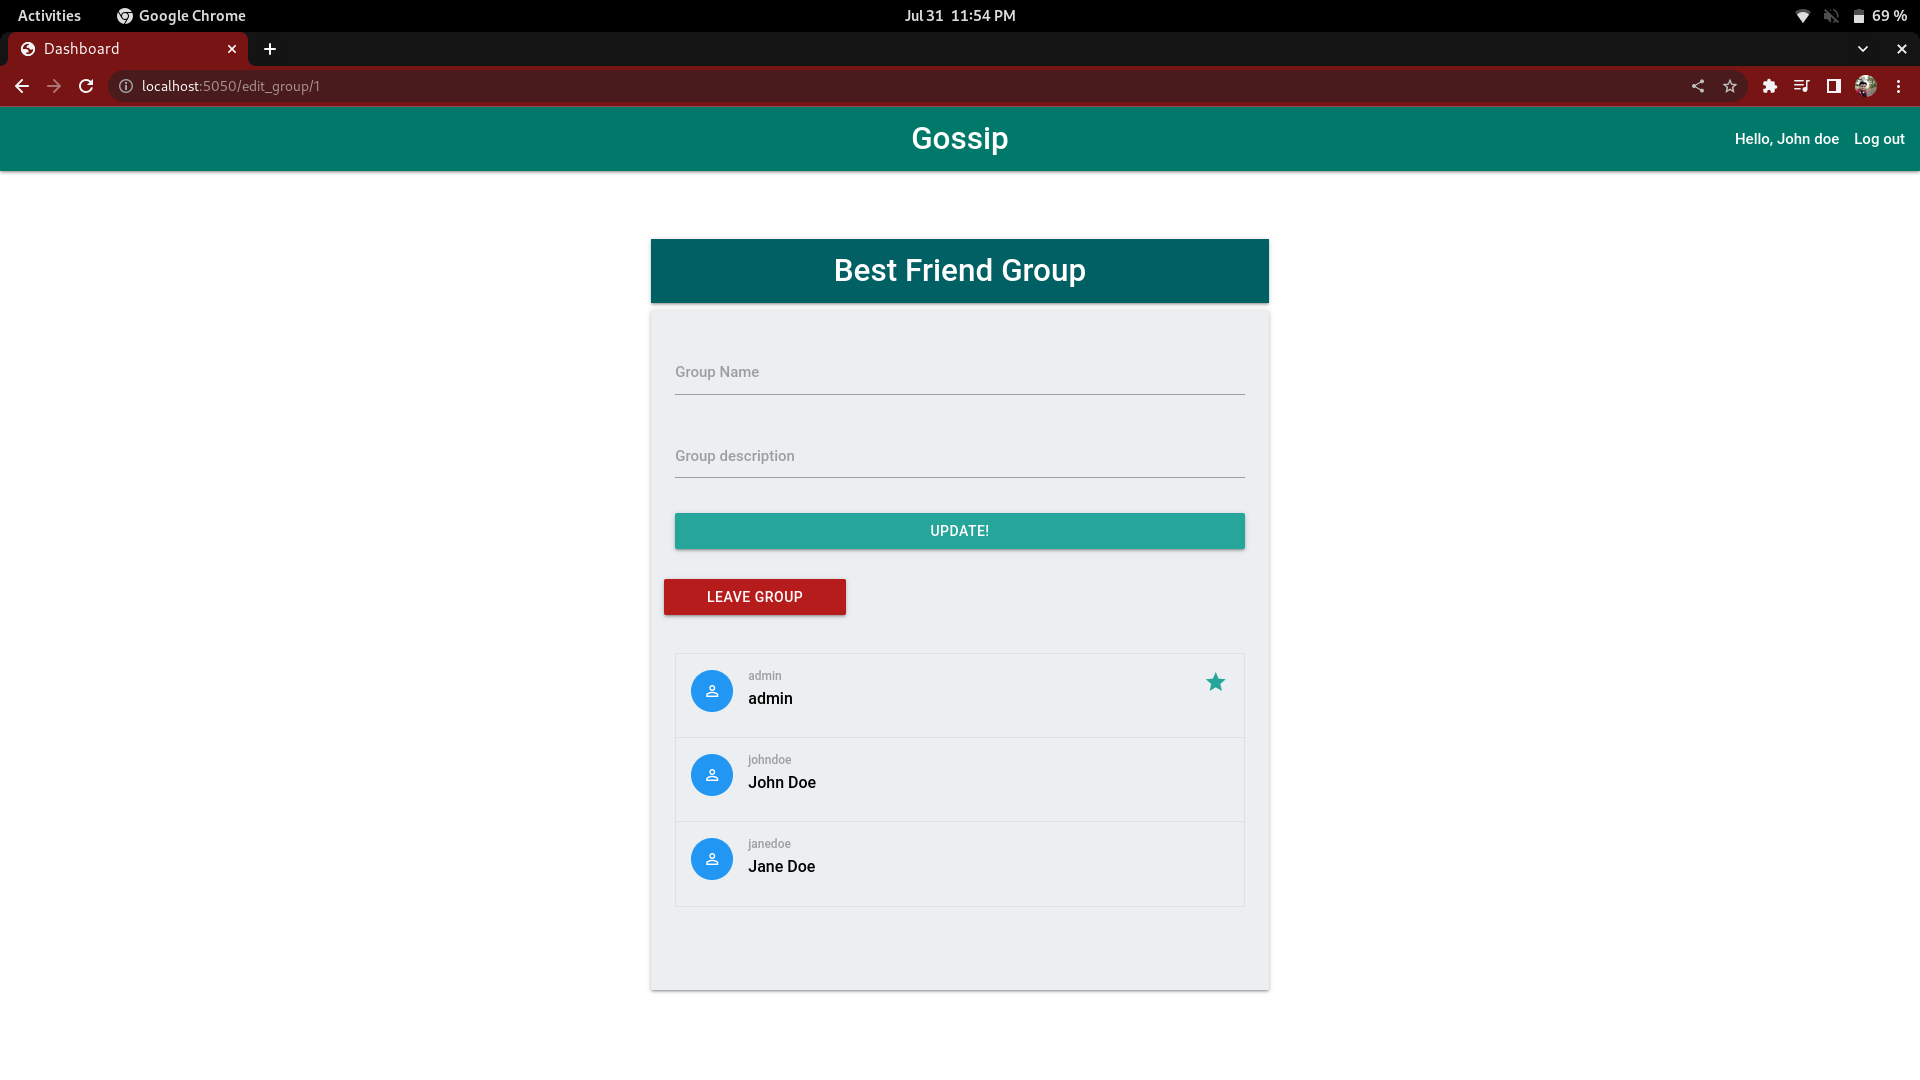 Activities Google Chrome Jul 31 11:54 PM 69 %
Dashboard
localhost:5050/edit_group/1
Gossip Hello, John doe Log out
Best Friend Group
Group Name
Group description
UPDATE!
LEAVE GROUP
admin
admin
johndoe
John Doe
janedoe
Jane Doe